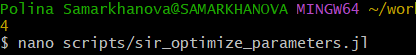 Polina Samarkhanova@SAMARKHANOVA MINGW64 ~/work
4
$ nano scripts/sir_optimize_parameters.jl